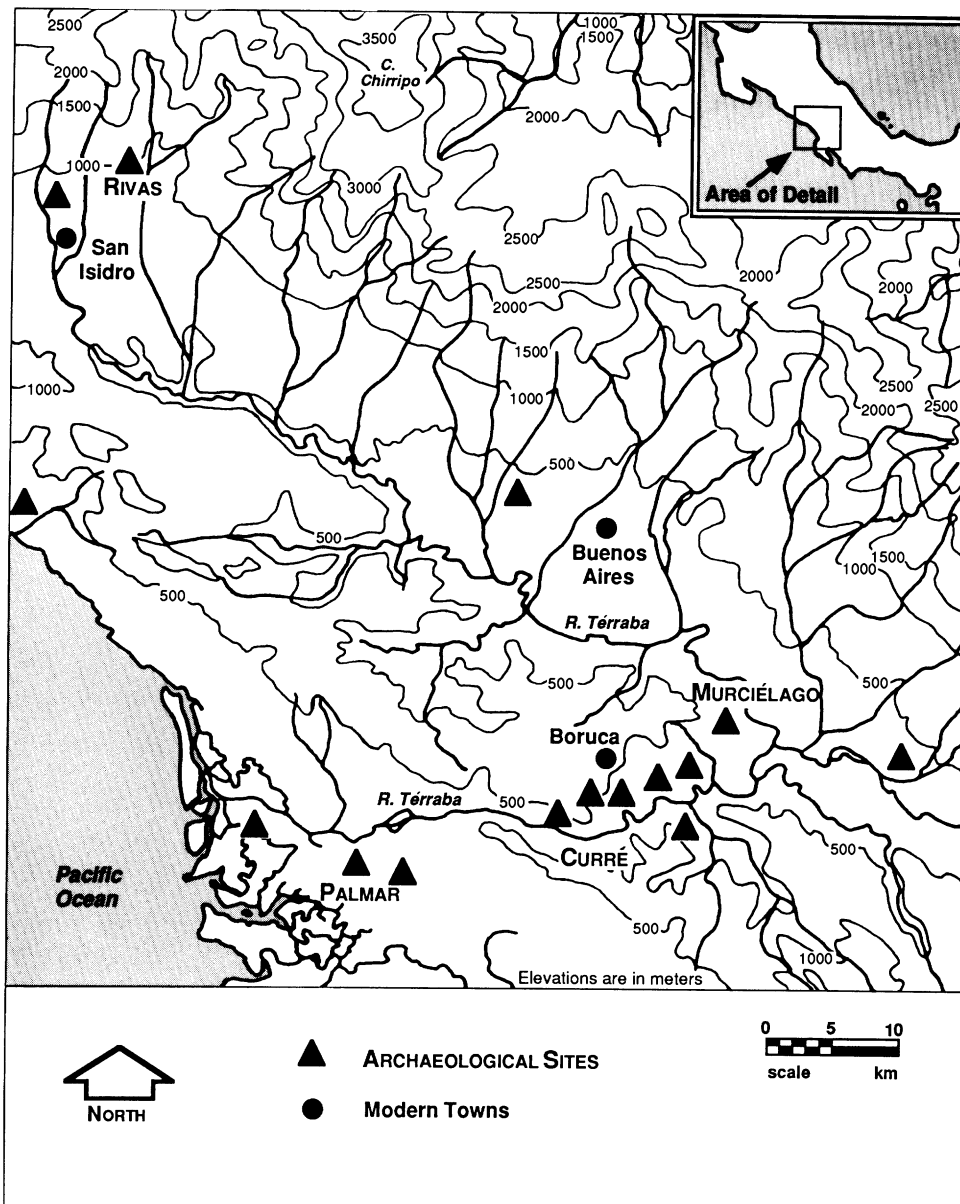 2500
3500
1000
1500
C.
Chirripo
2000
1500
2000
1000
RIVAS
3000
San
Isidro
2500
2500
2000
2000
2000
Area of Detail
1500
1000
1000
2500
2000
2500
500
500
Buenos
Aires
1500
1000
500
R. Térraba
500
500
MURCIÉLAGO
Boruca
R. Térraba
500
CURRÉ
500
Pacific
Ocean
PALMAR
500
1000
Elevations are in meters
NORTH
ARCHAEOLOGICAL SITES
Modern Towns
0 5 10
scale km